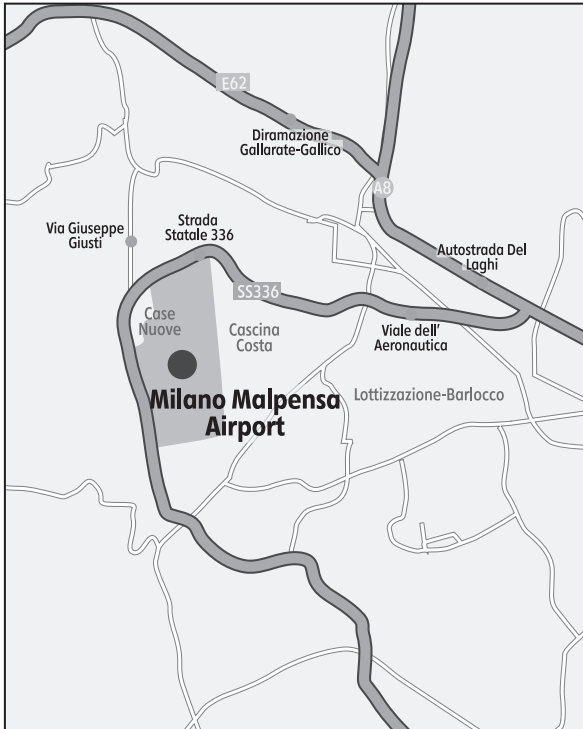 E62
Diramazione
Gallarate-Gallico
A8
Via Giuseppe
Giusti
Strada
Statale 336
Autostrada Del
Laghi
SS336
Case
Nuove
Cascina
Costa
Viale dell'
Aeronautica
Lottizzazione-Barlocco
Milano Malpensa
Airport